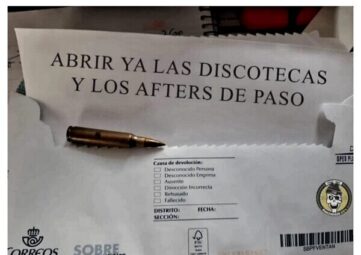 ABRIR YA LAS DISCOTECAS
Y LOS AFTERS DE PASO
Causa de devolución:
Desconocido Persona
Desconocido Empresa
Ausente
Dirección Incorrecta
Rehusado
Fallecido
DISTRITO: FECHA:
SECCIÓN:
CORREOS
SOBRE
FSC